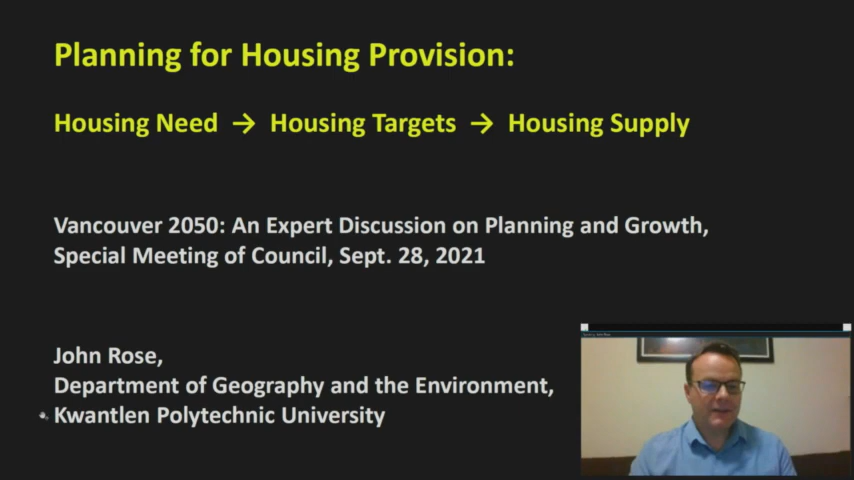 Planning for Housing Provision:
Housing Need → Housing Targets → Housing Supply
Vancouver 2050: An Expert Discussion on Planning and Growth,
Special Meeting of Council, Sept. 28, 2021
John Rose,
Department of Geography and the Environment,
Kwantlen Polytechnic University